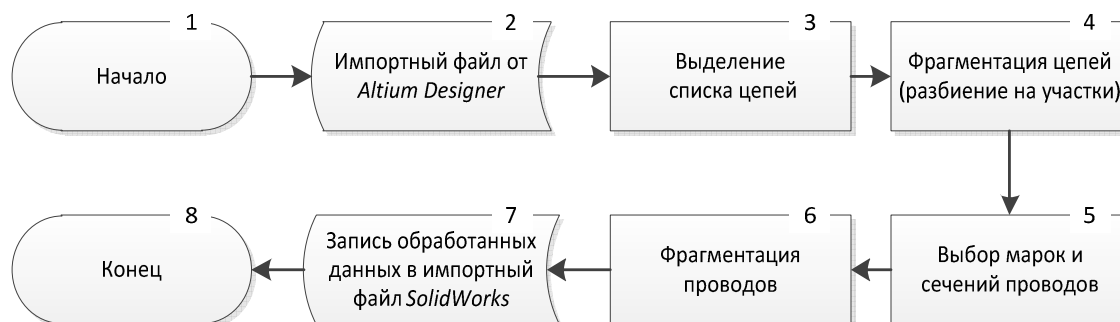 1
Начало
2
Импортный файл от
Altium Designer
3
Выделение
списка цепей
4
Фрагментация цепей
(разбиение на участки)
5
Выбор марок и
сечений проводов
6
Фрагментация
проводов
7
Запись обработанных
данных в импортный
файл SolidWorks
8
Конец